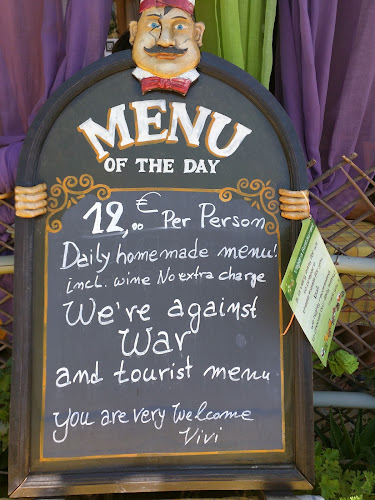 MENU
OF THE DAY
12,00 € Per Person
Daily homemade menu!
incl. wine No extra charge
We're against
War
and tourist menu
you are very welcome
Vivi